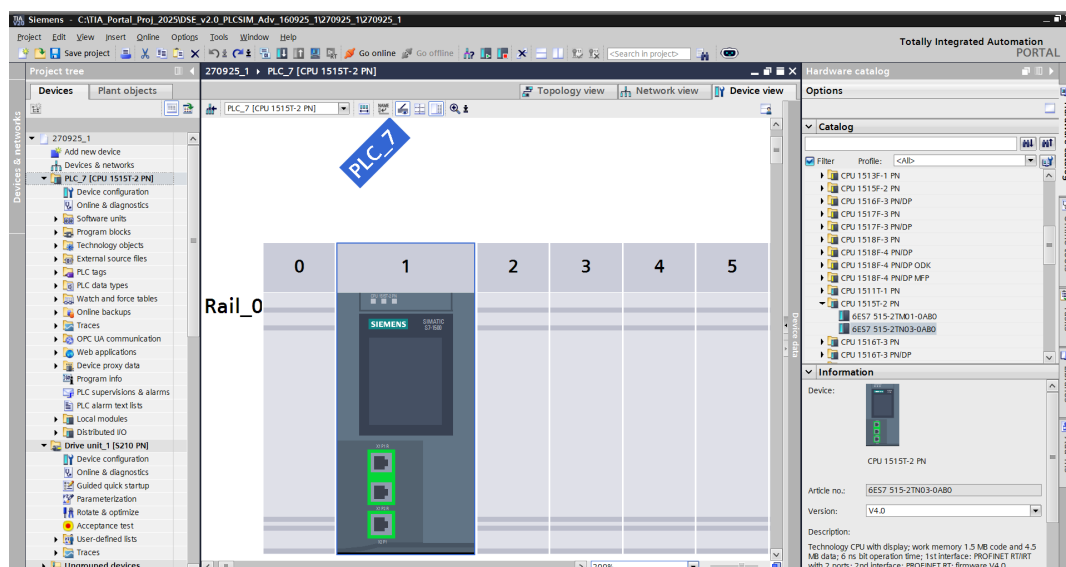 Siemens - C:\TIA_Portal_Proj_2025\DSE_v2.0_PLCSIM_Adv_160925_1\270925_1\270925_1
Project Edit View Insert Online Options Tools Window Help
Totally Integrated Automation
PORTAL
Save project
Go online
Go offline
<Search in project>
Project tree
270925_1 PLC_7 [CPU 1515T-2 PN]
Hardware catalog
Devices
Plant objects
Topology view
Network view
Device view
Options
PLC_7 [CPU 1515T-2 PN]
Devices & networks
270925_1
Add new device
Devices & networks
PLC_7 [CPU 1515T-2 PN]
Device configuration
Online & diagnostics
Software units
Program blocks
Technology objects
External source files
PLC tags
PLC data types
Watch and force tables
Online backups
Traces
OPC UA communication
Web applications
Device proxy data
Program info
PLC supervisions & alarms
PLC alarm text lists
Local modules
Distributed I/O
Drive unit_1 [S210 PN]
Device configuration
Online & diagnostics
Guided quick startup
Parameterization
Rotate & optimize
Acceptance test
User-defined lists
Traces
Ungrouped devices
PLC_7
0 1 2 3 4 5
Rail_0
SIEMENS
SIMATIC
S7-1500
200%
Device data
Catalog
Filter
Profile:
<All>
CPU 1513F-1 PN
CPU 1515F-2 PN
CPU 1516F-3 PN/DP
CPU 1517F-3 PN
CPU 1517F-3 PN/DP
CPU 1518F-3 PN
CPU 1518F-4 PN/DP
CPU 1518F-4 PN/DP ODK
CPU 1518F-4 PN/DP MFP
CPU 1511T-1 PN
CPU 1515T-2 PN
6ES7 515-2TM01-0AB0
6ES7 515-2TN03-0AB0
CPU 1516T-3 PN
CPU 1516T-3 PN/DP
Information
Device:
CPU 1515T-2 PN
Article no.:
6ES7 515-2TN03-0AB0
Version:
V4.0
Description:
Technology CPU with display; work memory 1.5 MB code and 4.5
MB data; 6 ns bit operation time; 1st interface: PROFINET RT/IRT
with 2 ports; 2nd interface: PROFINET RT; firmware V4.0